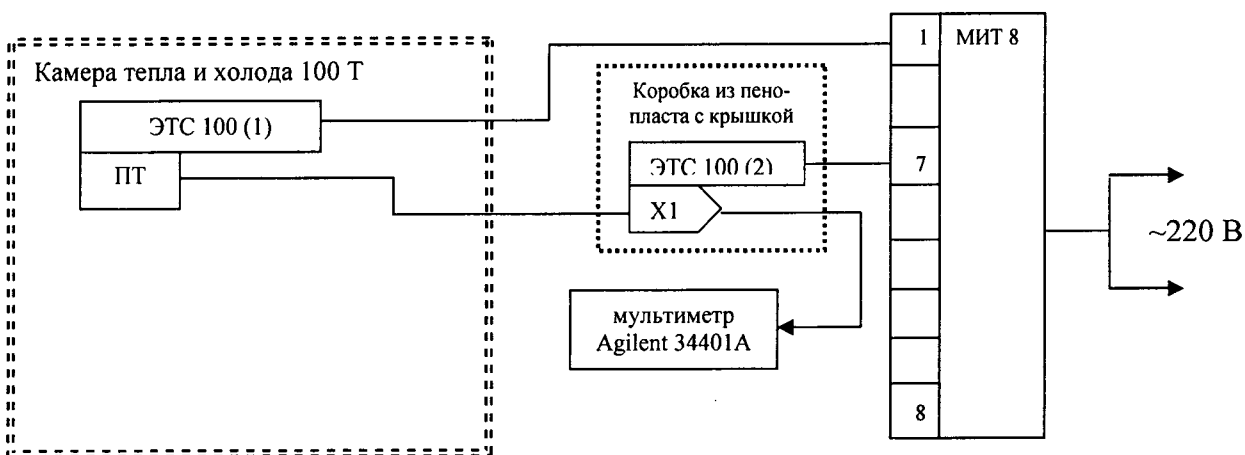 Камера тепла и холода 100 Т
ЭТС 100 (1)
ПТ
Коробка из пено-
пласта с крышкой
ЭТС 100 (2)
X1
мультиметр
Agilent 34401A
1
МИТ 8
7
8
~220 В